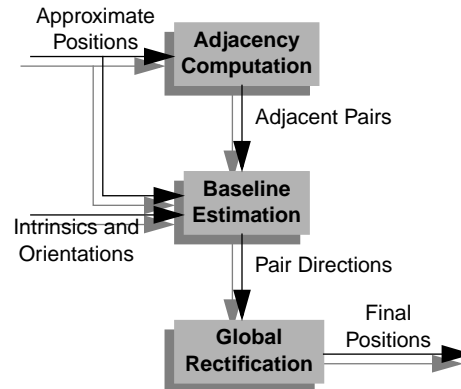 Approximate
Positions
Adjacency
Computation
Adjacent Pairs
Baseline
Estimation
Intrinsics and
Orientations
Pair Directions
Global
Rectification
Final
Positions